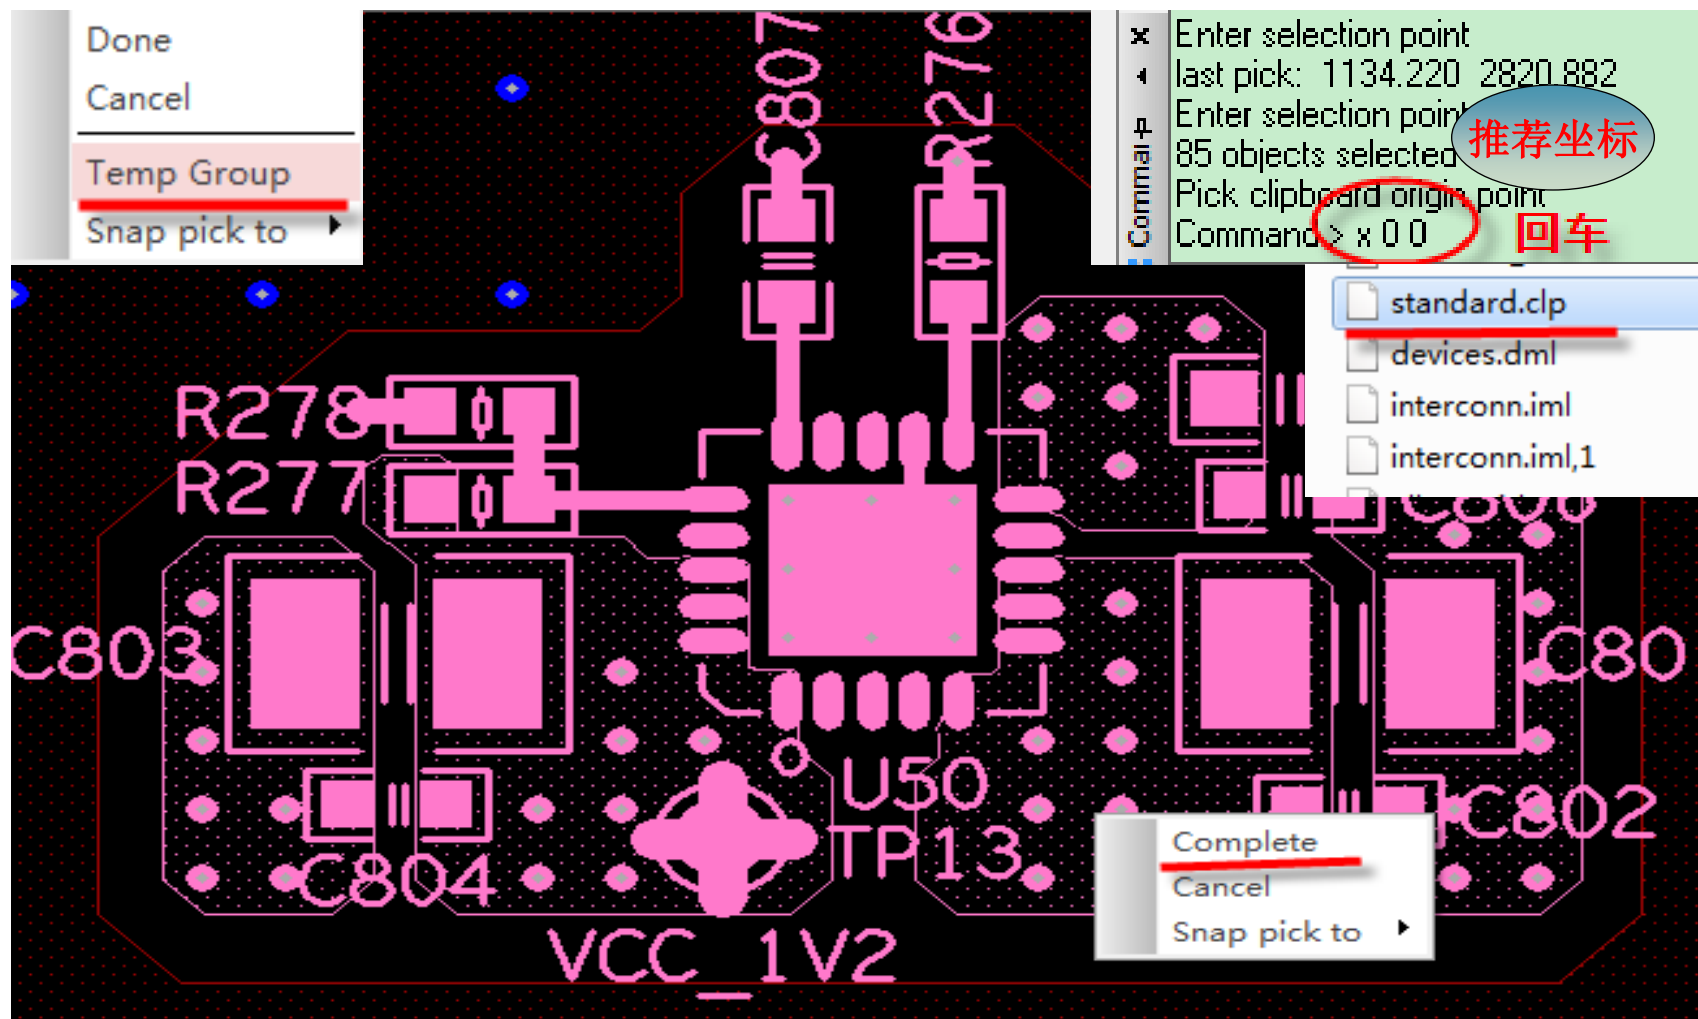 Done
Cancel
Temp Group
Snap pick to
Enter selection point
last pick: 1134.220 2820.882
Enter selection point
85 objects selected
Pick clipboard origin point
Command > x 0 0
推荐坐标
回车
standard.clp
devices.dml
interconn.iml
interconn.iml,1
C807
R276
R278
R277
C803
C804
U50
TP13
VCC_1V2
C80
C802
Complete
Cancel
Snap pick to